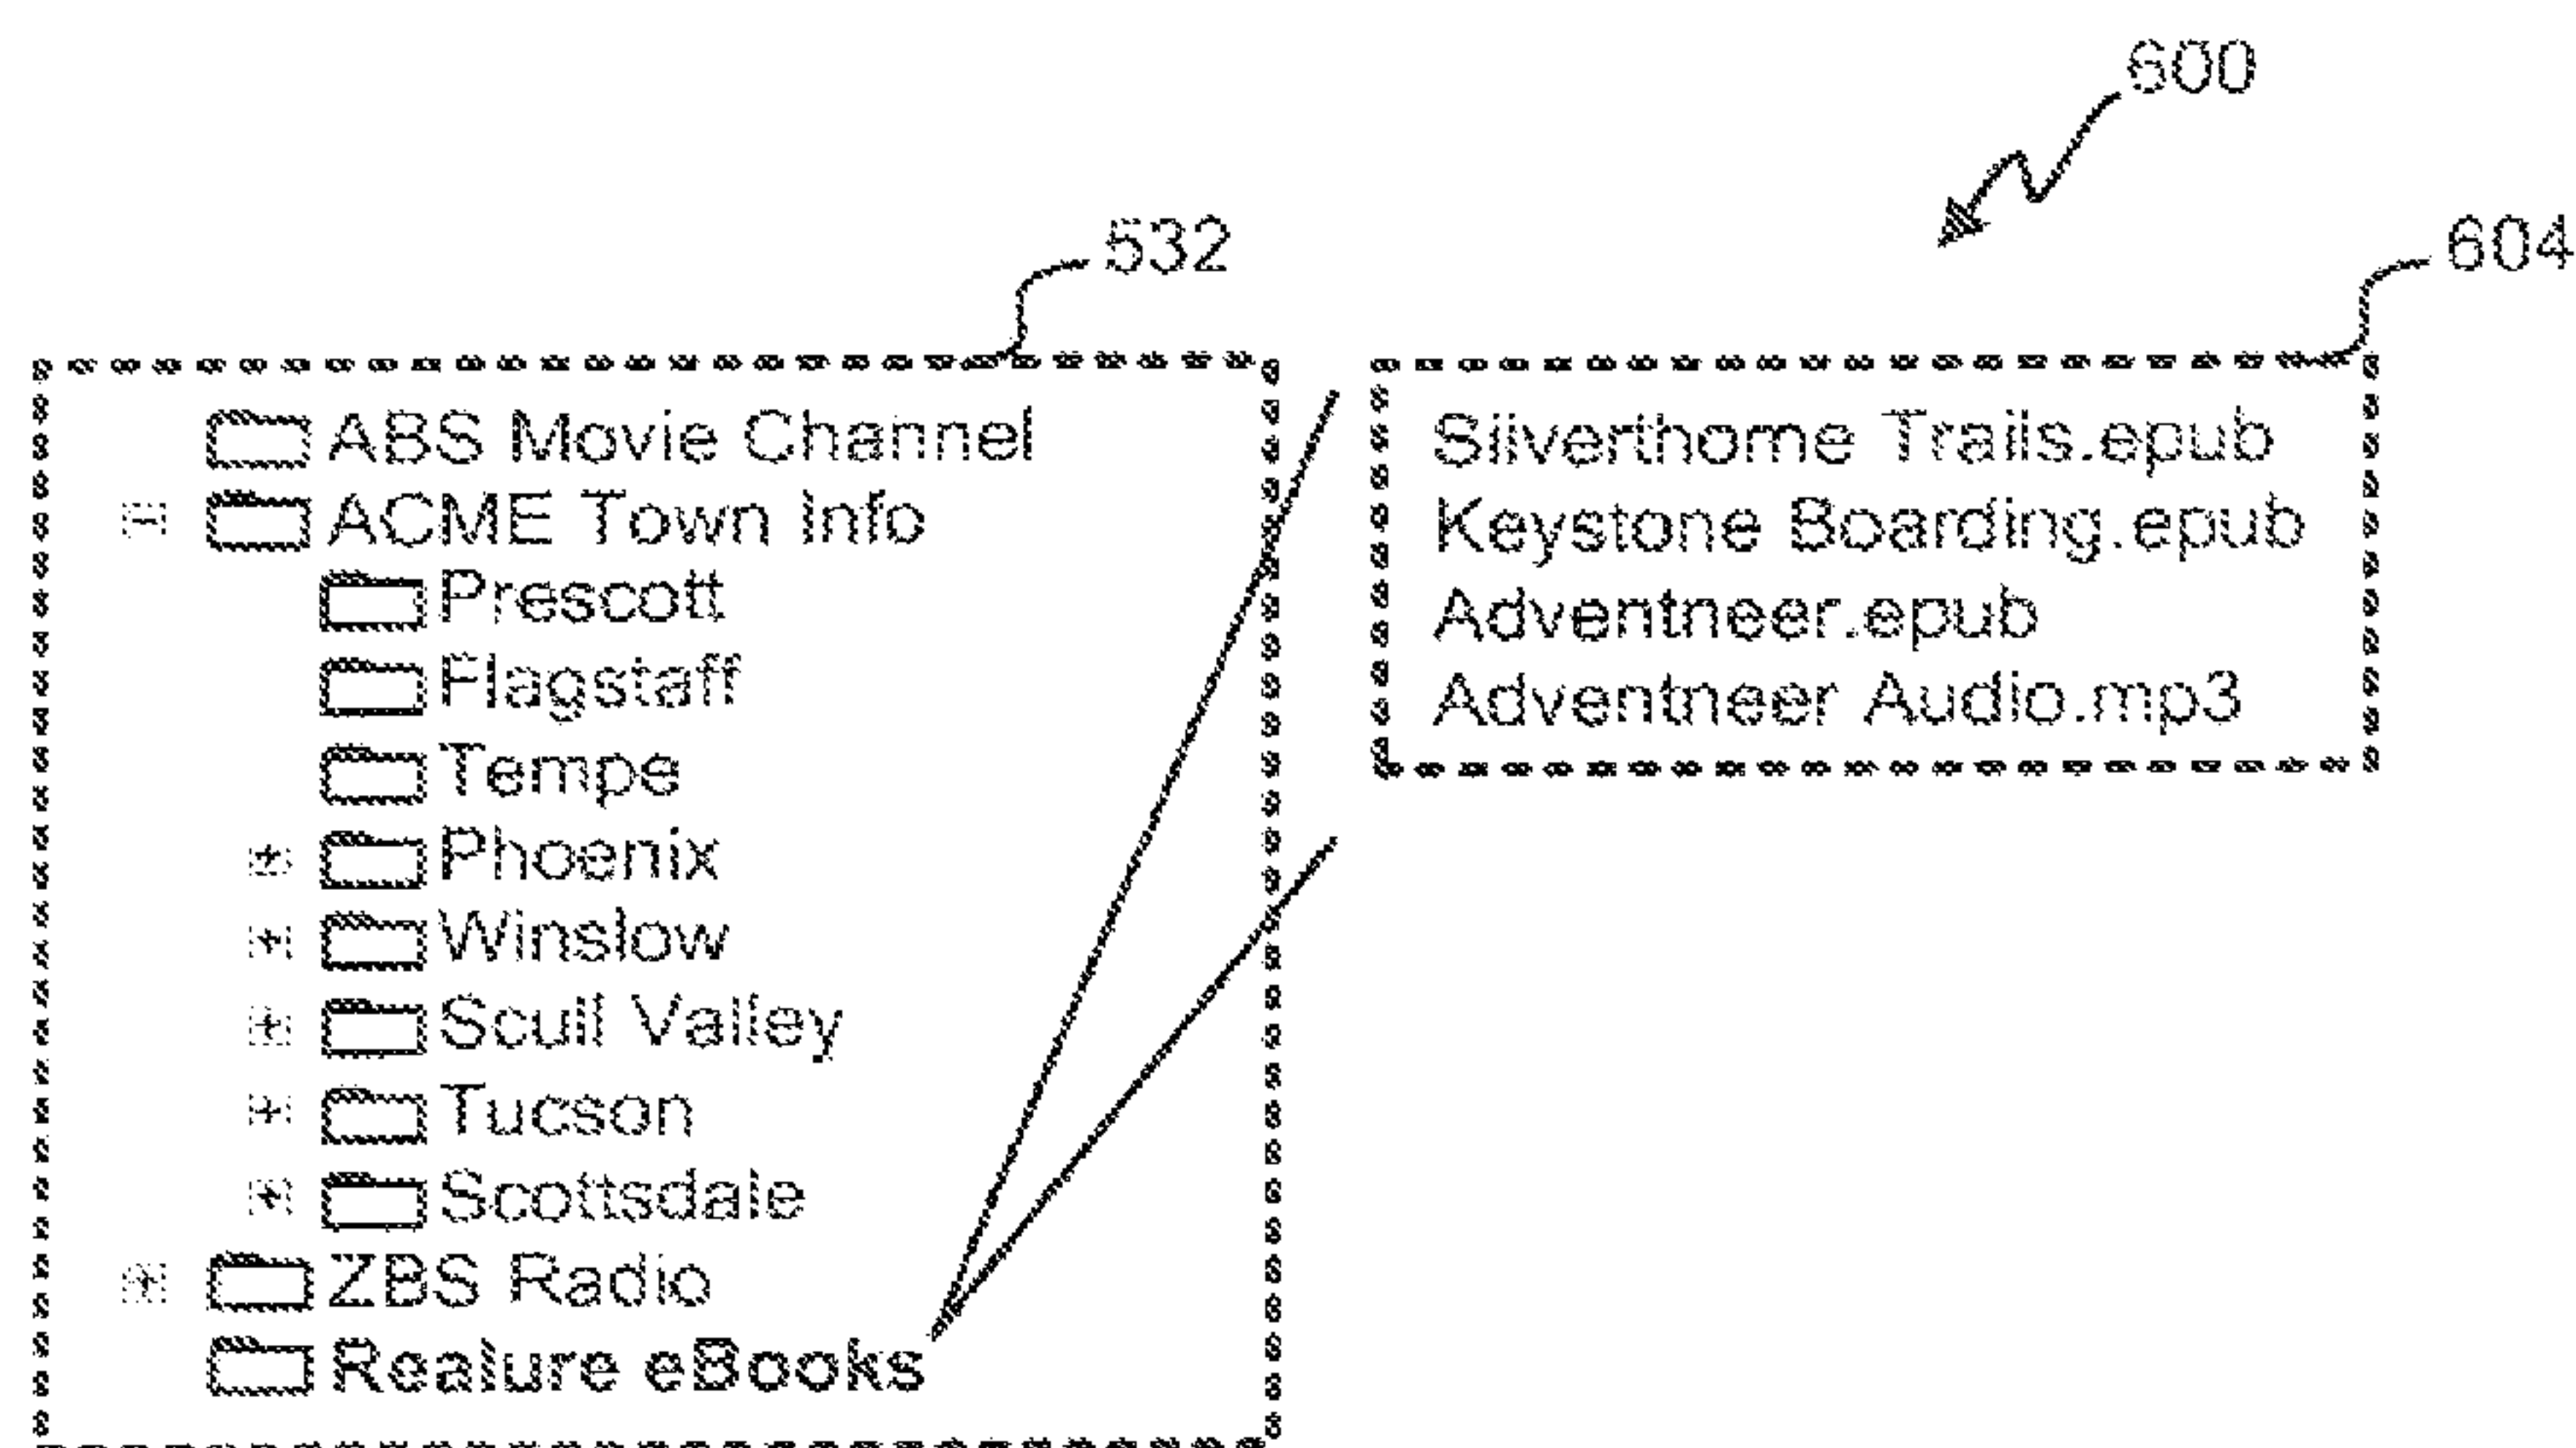 600
532
604
ABS Movie Channel
ACME Town Info
Prescott
Flagstaff
Tempe
Phoenix
Winslow
Scull Valley
Tucson
Scottsdale
ZBS Radio
Realure eBooks
Silverthorne Trails.epub
Keystone Boarding.epub
Adventneer.epub
Adventneer Audio.mp3